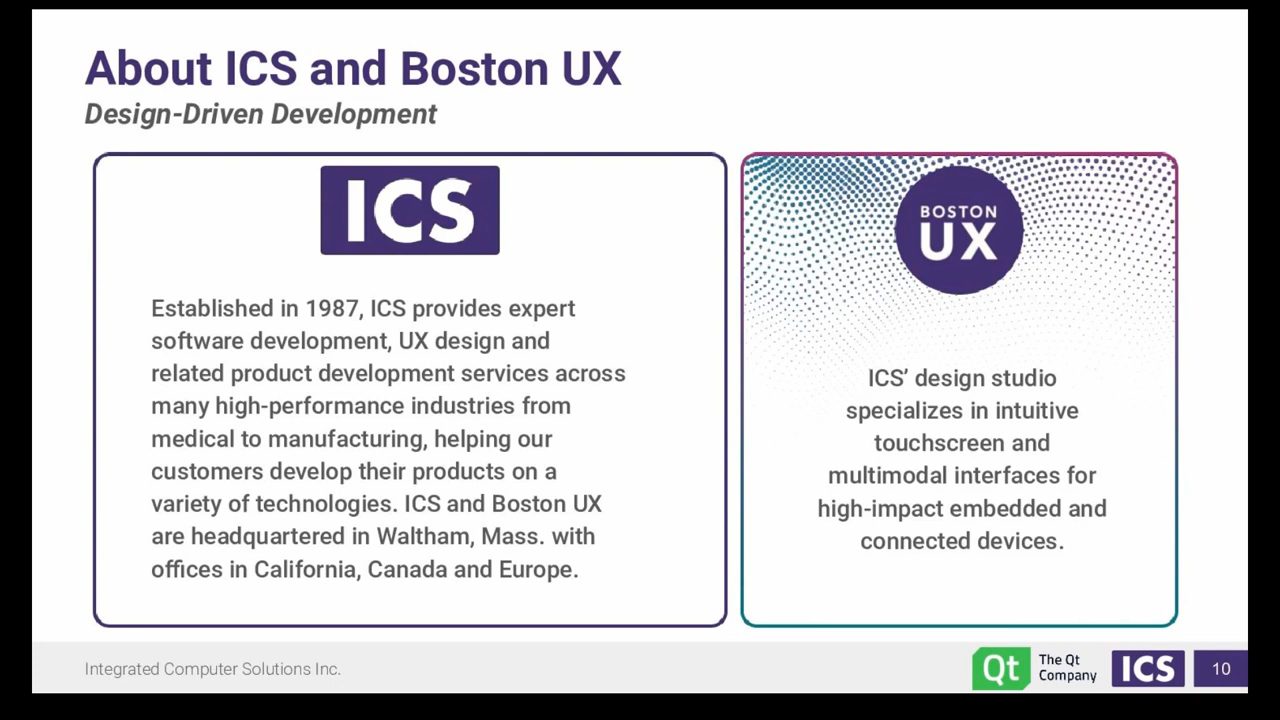 About ICS and Boston UX
Design-Driven Development
ICS
Established in 1987, ICS provides expert
software development, UX design and
related product development services across
many high-performance industries from
medical to manufacturing, helping our
customers develop their products on a
variety of technologies. ICS and Boston UX
are headquartered in Waltham, Mass. with
offices in California, Canada and Europe.
BOSTON
UX
ICS’ design studio
specializes in intuitive
touchscreen and
multimodal interfaces for
high-impact embedded and
connected devices.
Integrated Computer Solutions Inc.
Qt
The Qt
Company
ICS
10